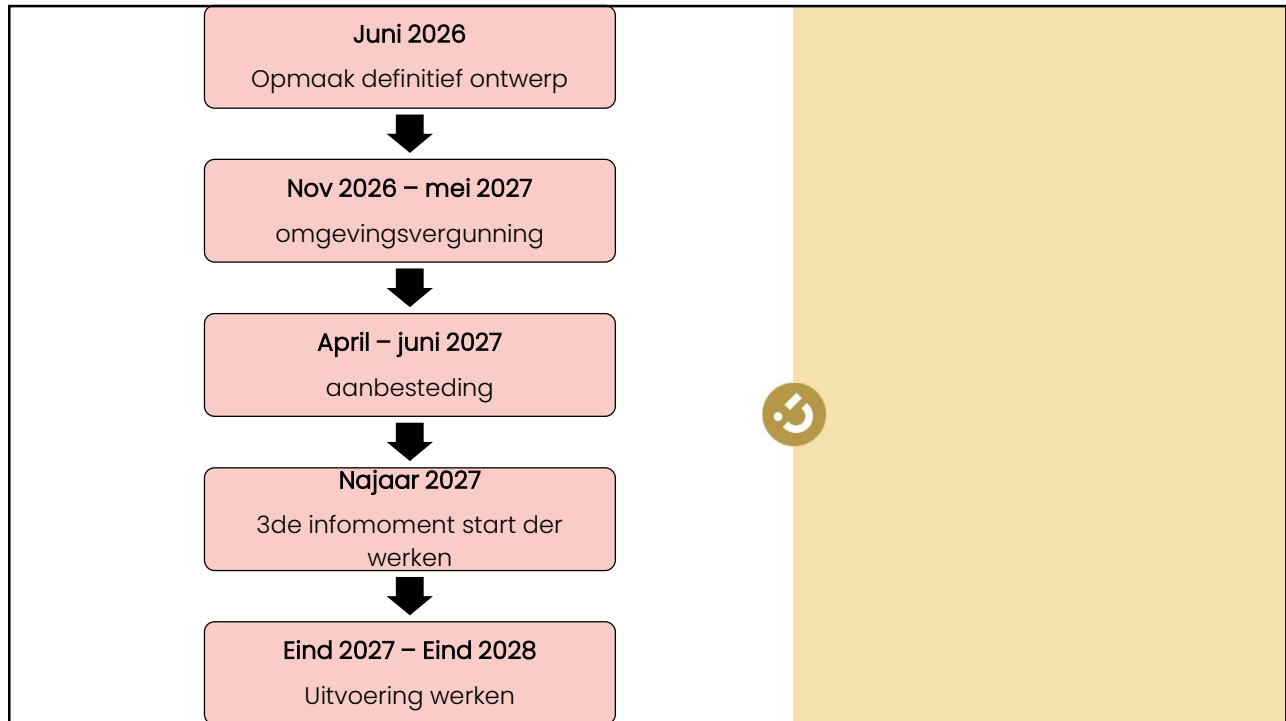 Juni 2026
Opmaak definitief ontwerp
Nov 2026 – mei 2027
omgevingsvergunning
April – juni 2027
aanbesteding
Najaar 2027
3de infomoment start der
werken
Eind 2027 – Eind 2028
Uitvoering werken